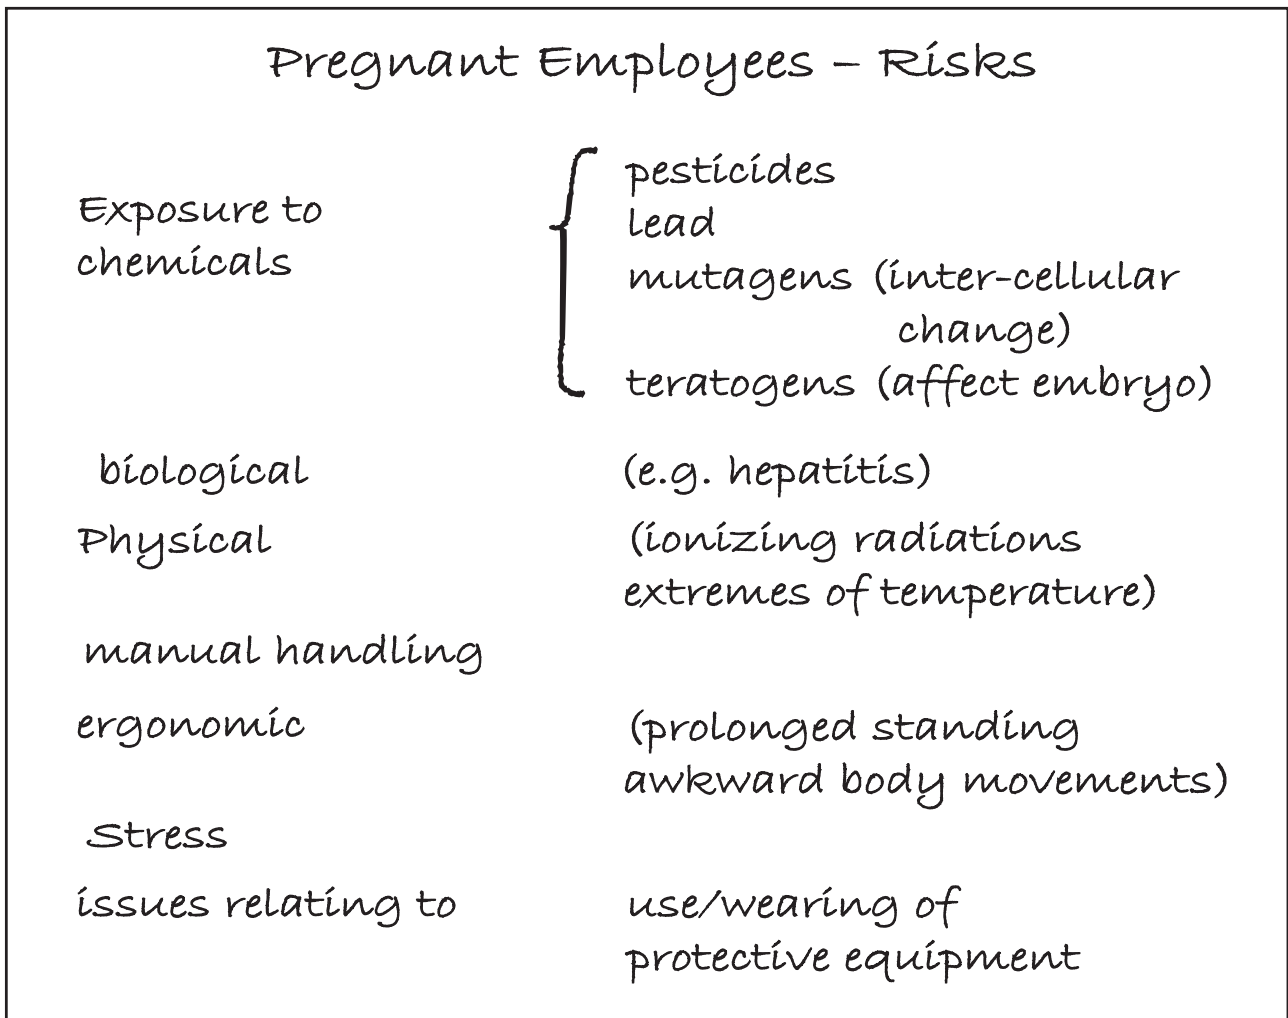 Pregnant Employees – Risks
Exposure to
chemicals
pesticides
lead
mutagens (inter-cellular
change)
teratogens (affect embryo)
biological (e.g. hepatitis)
Physical (ionizing radiations
extremes of temperature)
manual handling
ergonomic (prolonged standing
awkward body movements)
Stress
issues relating to use/wearing of
protective equipment